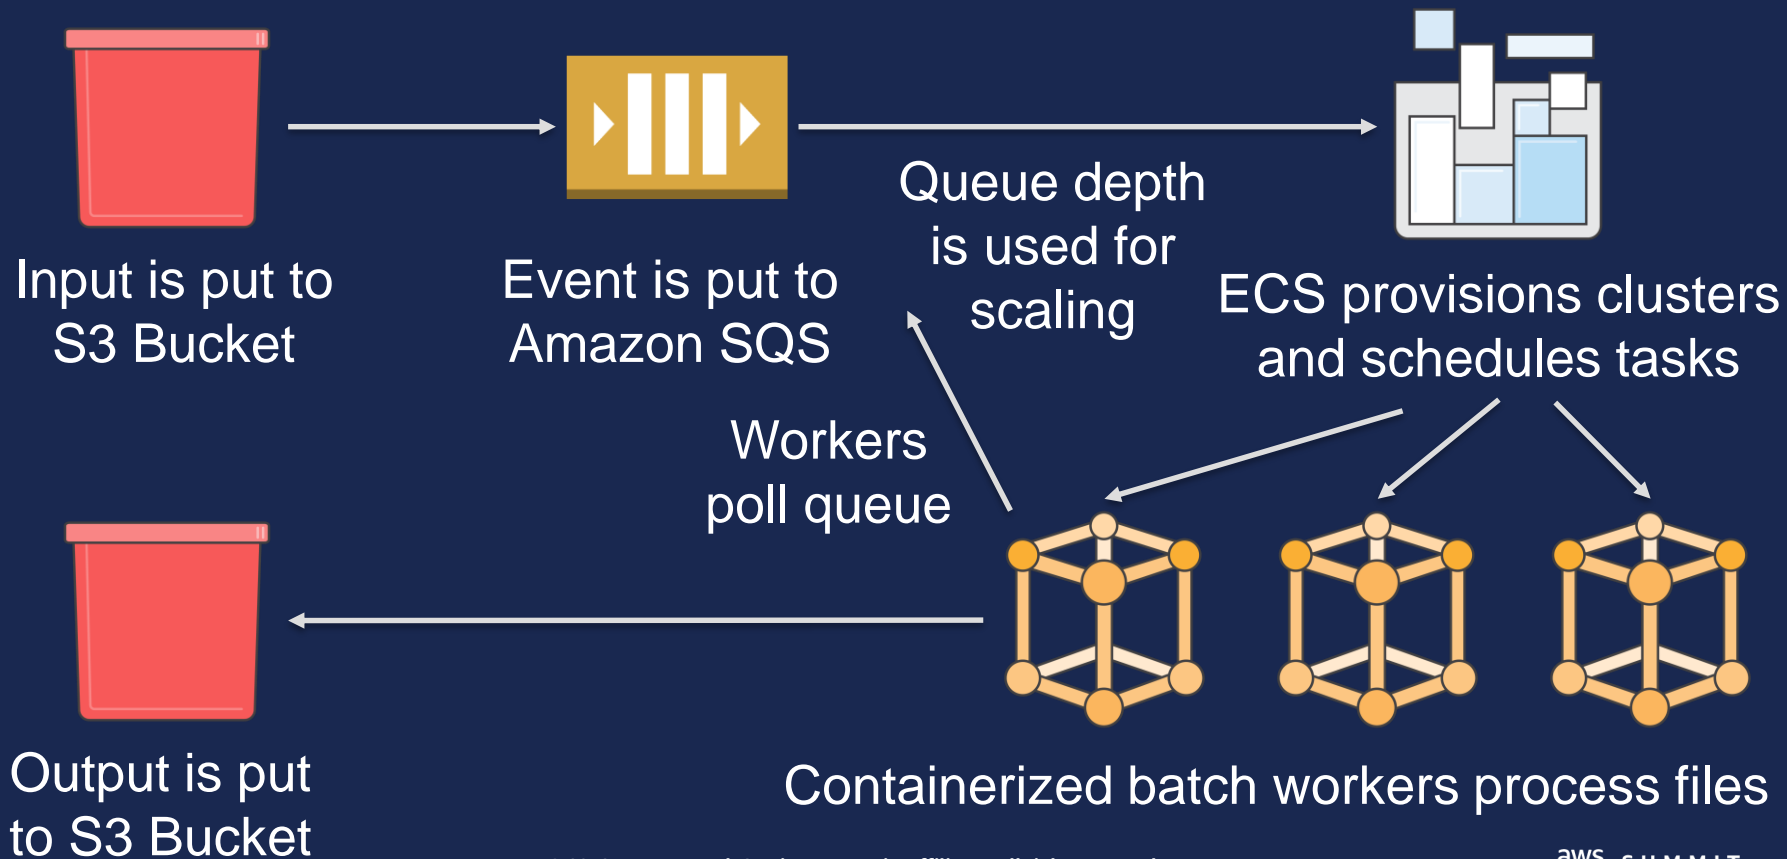 Input is put to
S3 Bucket
Event is put to
Amazon SQS
Queue depth
is used for
scaling
ECS provisions clusters
and schedules tasks
Workers
poll queue
Output is put
to S3 Bucket
Containerized batch workers process files
aws SUMMIT